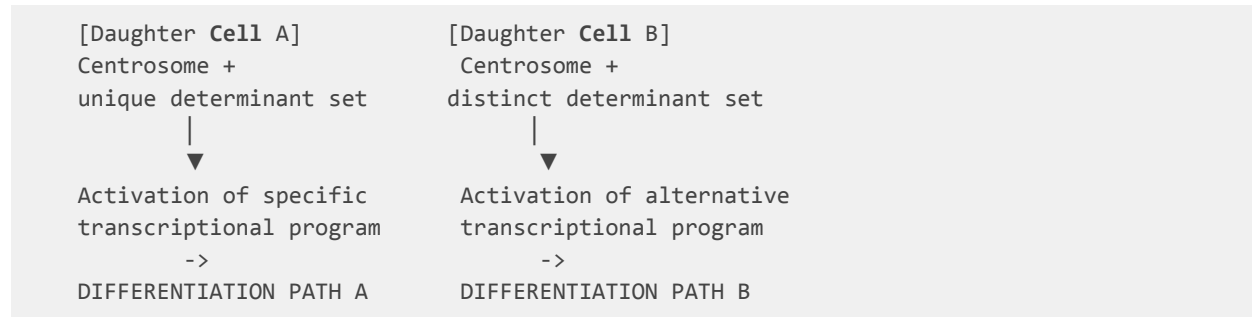 [Daughter Cell A] [Daughter Cell B]
Centrosome + Centrosome +
unique determinant set distinct determinant set
│ │
▼ ▼
Activation of specific Activation of alternative
transcriptional program transcriptional program
-> ->
DIFFERENTIATION PATH A DIFFERENTIATION PATH B